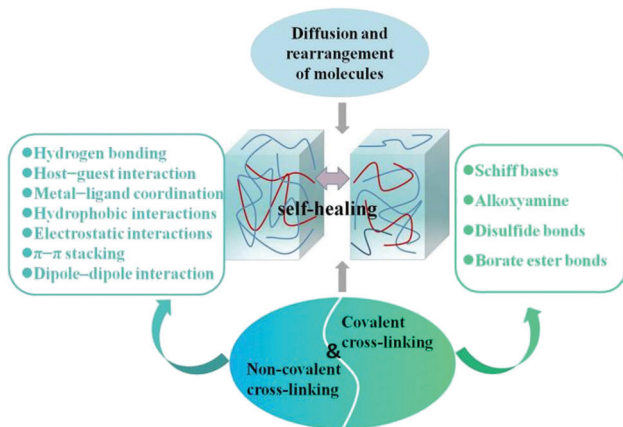 Diffusion and
rearrangement
of molecules
Hydrogen bonding
Host–guest interaction
Metal–ligand coordination
Hydrophobic interactions
Electrostatic interactions
π–π stacking
Dipole–dipole interaction
self-healing
Schiff bases
Alkoxyamine
Disulfide bonds
Borate ester bonds
Covalent
cross-linking
&
Non-covalent
cross-linking